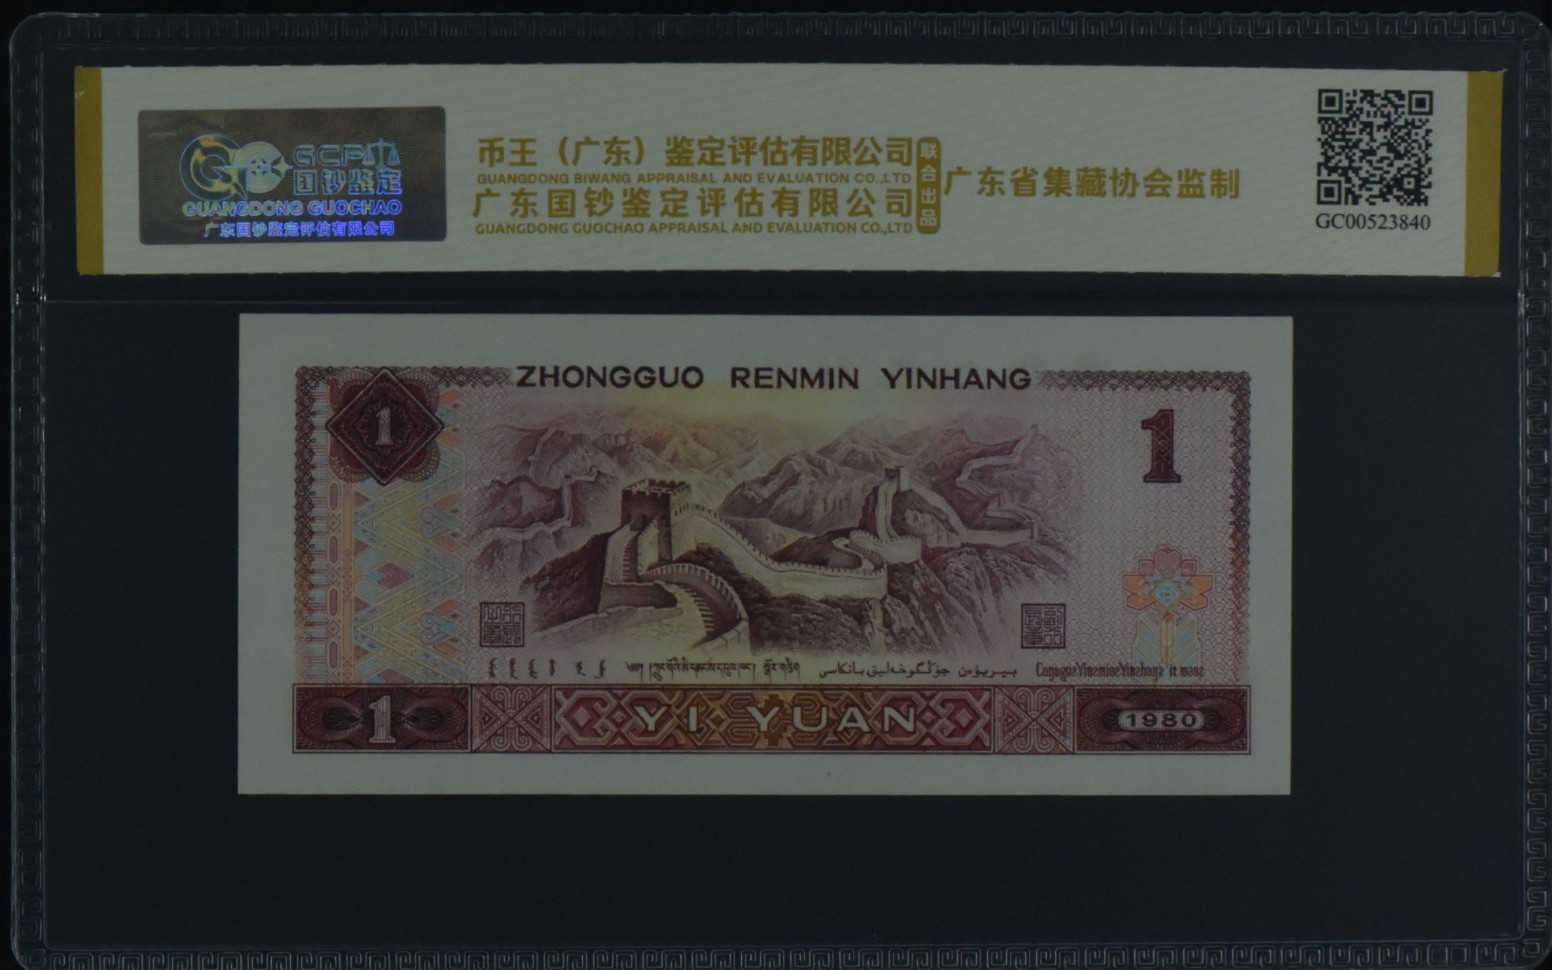 GCP
国钞鉴定
GUANGDONG GUOCHAO
广东国钞鉴定评估有限公司
币王（广东）鉴定评估有限公司
GUANGDONG BIWANG APPRAISAL AND EVALUATION CO.,LTD
广东国钞鉴定评估有限公司
GUANGDONG GUOCHAO APPRAISAL AND EVALUATION CO.,LTD
联合出品
广东省集藏协会监制
GC00523840
ZHONGGUO RENMIN YINHANG
1
1
جۇڭگو خەلىق بانكاسى
1
YI YUAN
1980